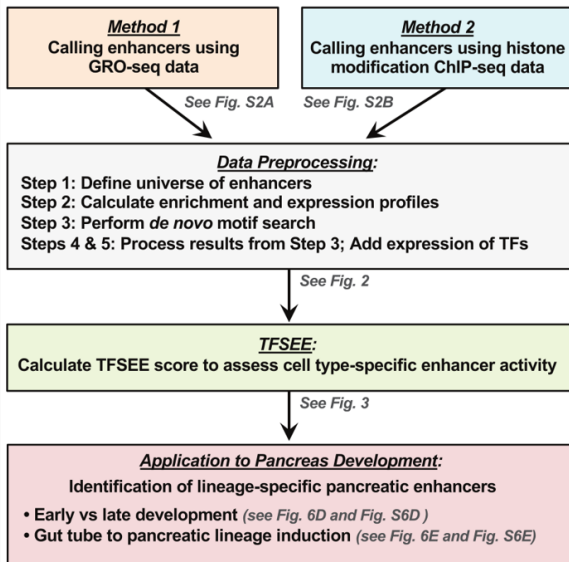 Method 1
Calling enhancers using
GRO-seq data
Method 2
Calling enhancers using histone
modification ChIP-seq data
See Fig. S2A
See Fig. S2B
Data Preprocessing:
Step 1: Define universe of enhancers
Step 2: Calculate enrichment and expression profiles
Step 3: Perform de novo motif search
Steps 4 & 5: Process results from Step 3; Add expression of TFs
See Fig. 2
TFSEE:
Calculate TFSEE score to assess cell type-specific enhancer activity
See Fig. 3
Application to Pancreas Development:
Identification of lineage-specific pancreatic enhancers
• Early vs late development (see Fig. 6D and Fig. S6D )
• Gut tube to pancreatic lineage induction (see Fig. 6E and Fig. S6E)